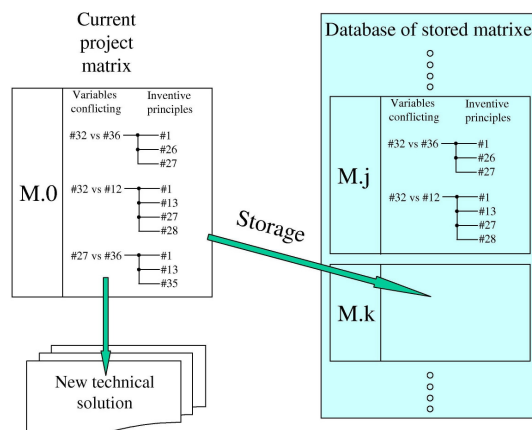 Current
project
matrix
Variables
conflicting
Inventive
principles
#32 vs #36
#1
#26
#27
M.0
#32 vs #12
#1
#13
#27
#28
#27 vs #36
#1
#13
#35
New technical
solution
Storage
Database of stored matrixe
Variables
conflicting
Inventive
principles
#32 vs #36
#1
#26
#27
M.j
#32 vs #12
#1
#13
#27
#28
M.k